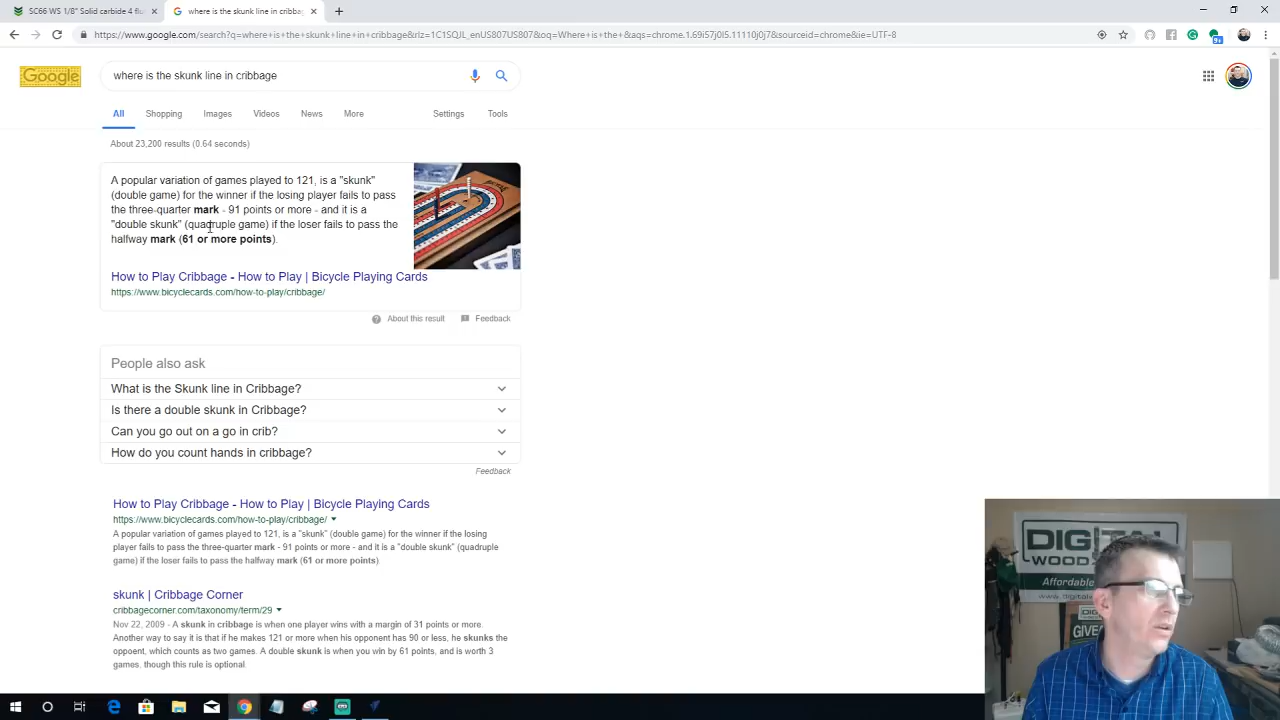 SC66 WS 1/8" Solid carbide 4 flu
where is the skunk line in cribbag
https://www.google.com/search?q=where+is+the+skunk+line+in+cribbage&rlz=1C1SQJL_enUS807US807&oq=Where+is+the+&aqs=chrome.1.69i57j0l5.11110j0j7&sourceid=chrome&ie=UTF-8
Google
where is the skunk line in cribbage
All Shopping Images Videos News More Settings Tools
About 23,200 results (0.64 seconds)
A popular variation of games played to 121, is a "skunk"
(double game) for the winner if the losing player fails to pass
the three-quarter mark - 91 points or more - and it is a
"double skunk" (quadruple game) if the loser fails to pass the
halfway mark (61 or more points).
How to Play Cribbage - How to Play | Bicycle Playing Cards
https://www.bicyclecards.com/how-to-play/cribbage/
About this result Feedback
People also ask
What is the Skunk line in Cribbage?
Is there a double skunk in Cribbage?
Can you go out on a go in crib?
How do you count hands in cribbage?
Feedback
How to Play Cribbage - How to Play | Bicycle Playing Cards
https://www.bicyclecards.com/how-to-play/cribbage/
A popular variation of games played to 121, is a "skunk" (double game) for the winner if the losing
player fails to pass the three-quarter mark - 91 points or more - and it is a "double skunk" (quadruple
game) if the loser fails to pass the halfway mark (61 or more points).
skunk | Cribbage Corner
cribbagecorner.com/taxonomy/term/29
Nov 22, 2009 - A skunk in cribbage is when one player wins with a margin of 31 points or more.
Another way to say it is that if he makes 121 or more when his opponent has 90 or less, he skunks the
opponent, which counts as two games. A double skunk is when you win by 61 points, and is worth 3
games, though this rule is optional.
DIGITAL
WOOD
Affordable
www.digital
GIVE